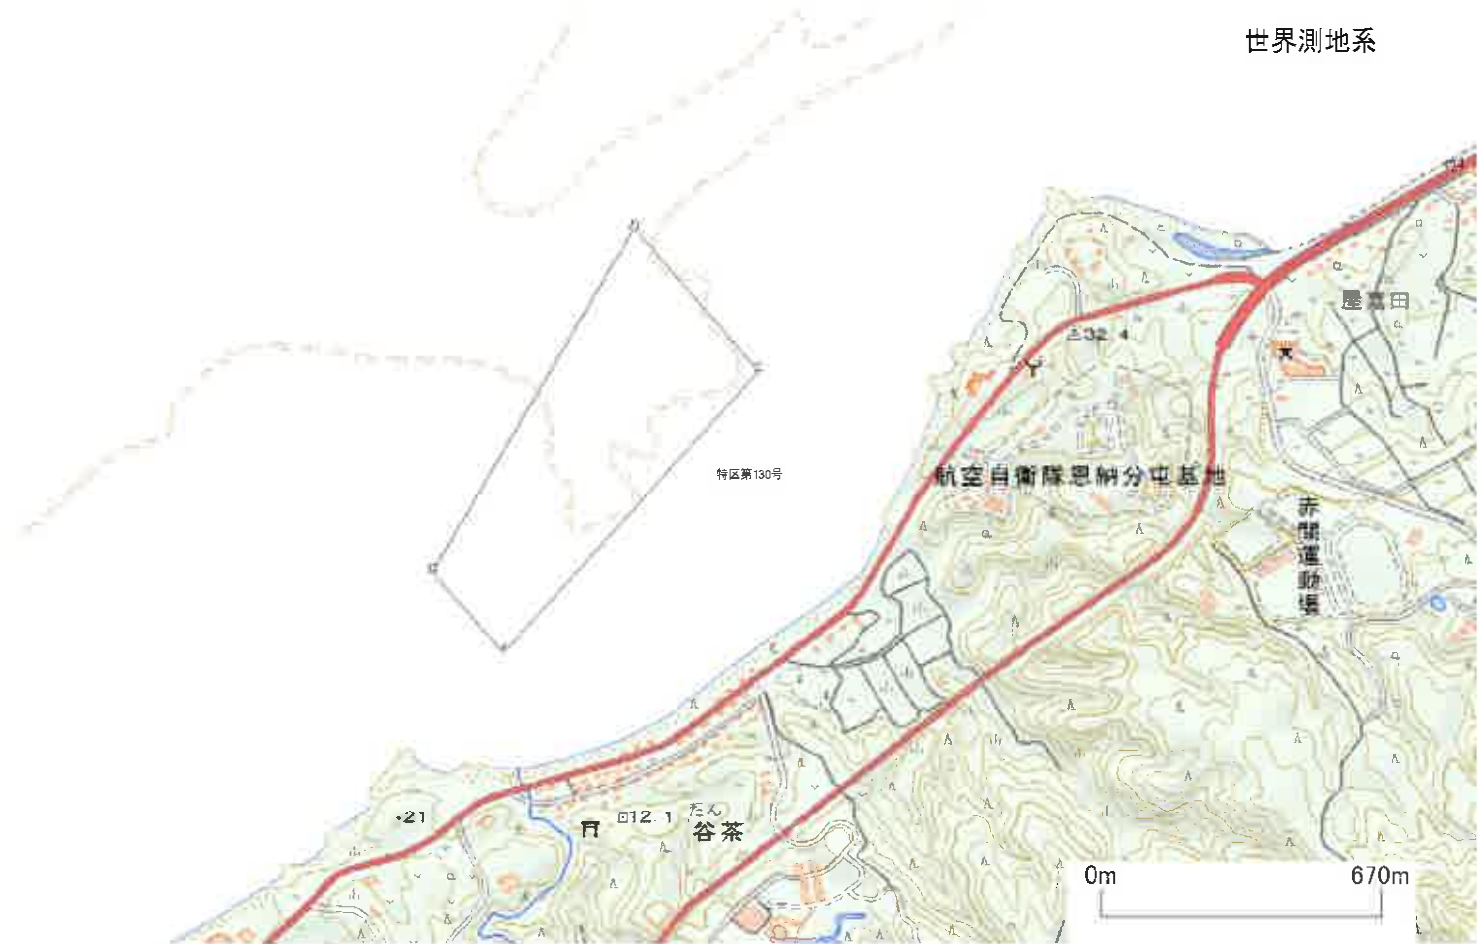 世界測地系
屋嘉田
32.4
特区第130号
航空自衛隊恩納分屯基地
赤間運動場
・21
12.1
だん
谷茶
0m 670m